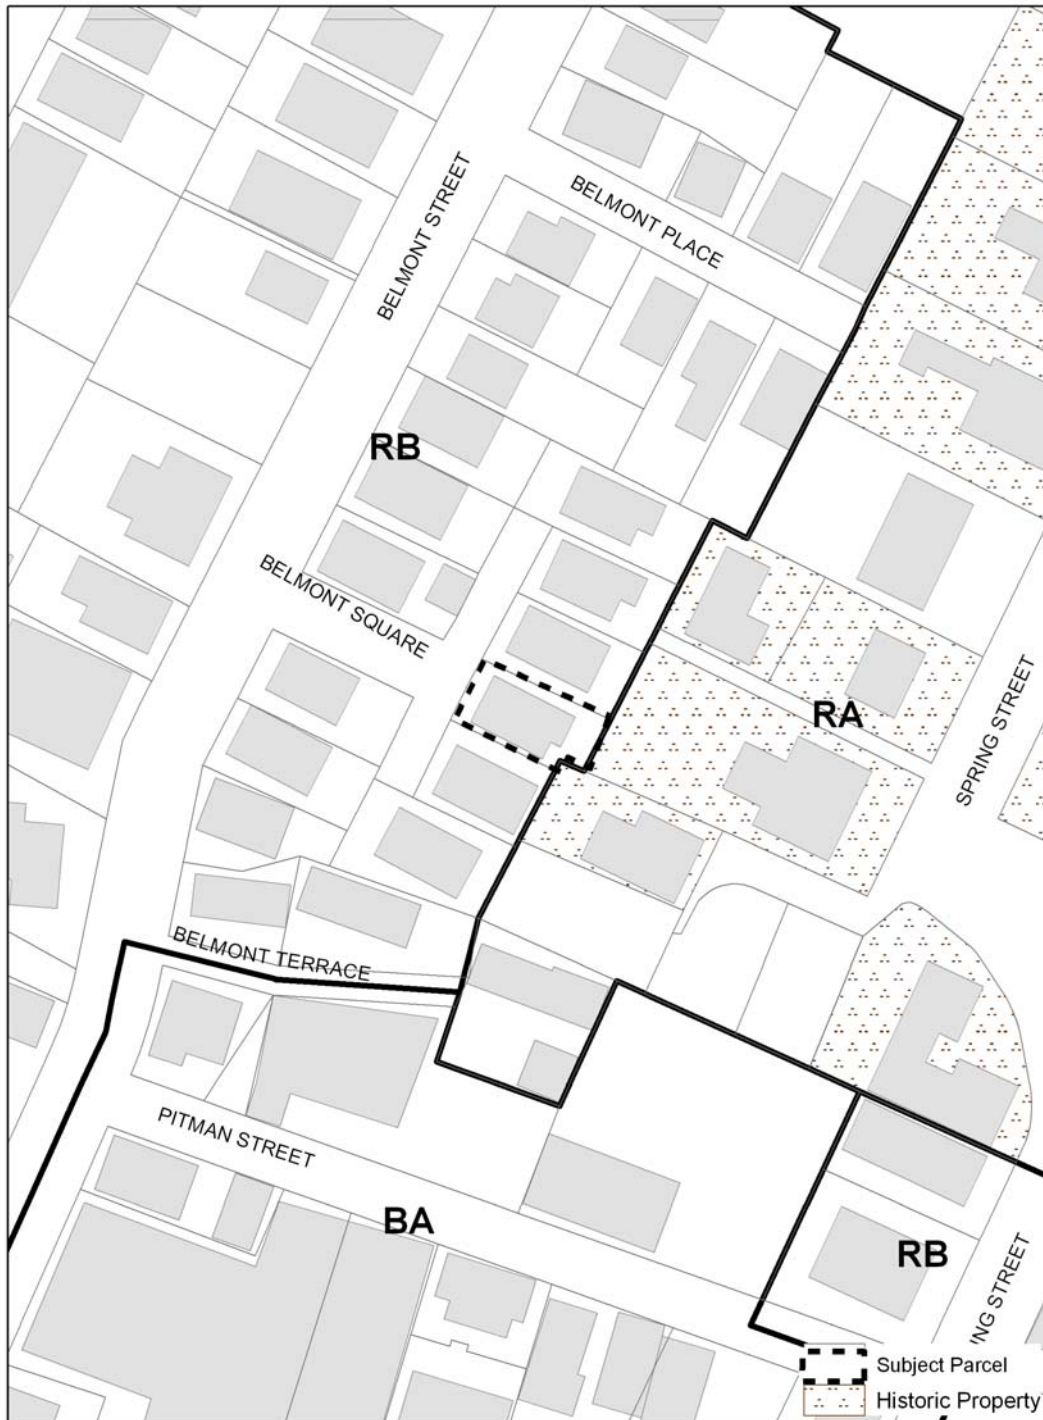 BELMONT STREET
BELMONT PLACE
RB
BELMONT SQUARE
RA
SPRING STREET
BELMONT TERRACE
PITMAN STREET
BA
RB
ING STREET
Subject Parcel
Historic Property